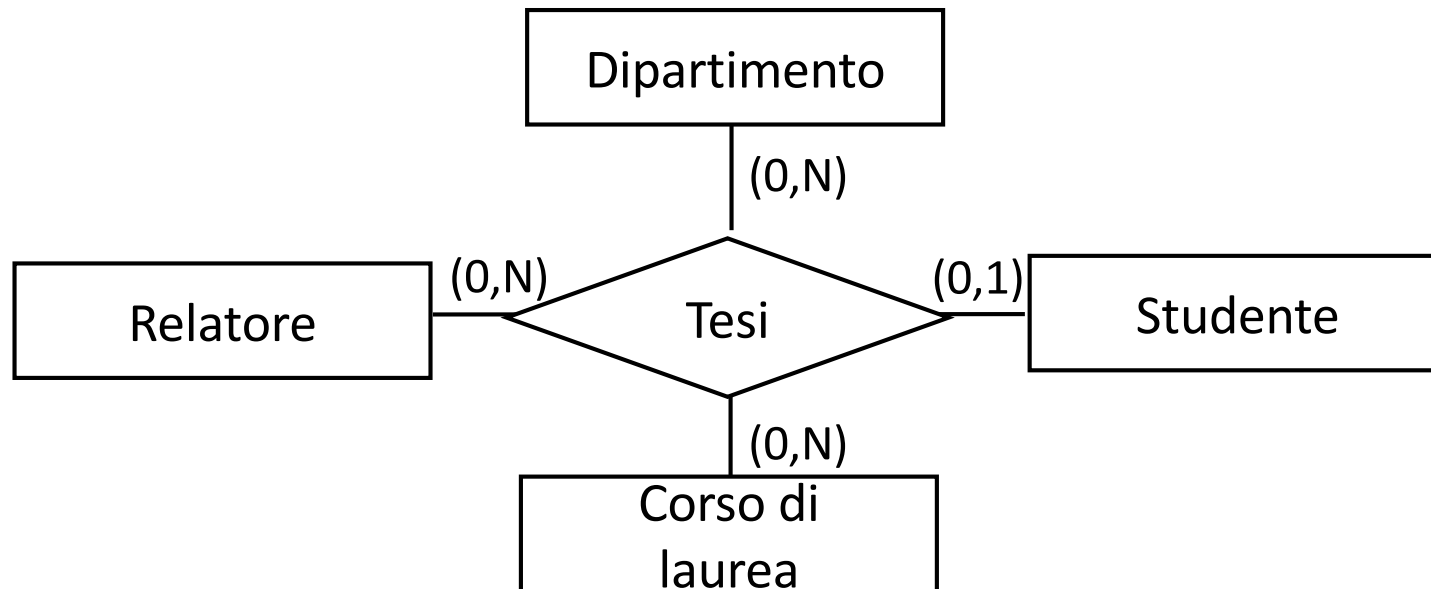 Dipartimento
(0,N)
(0,N)
(0,1)
Relatore
Tesi
Studente
(0,N)
Corso di
laurea